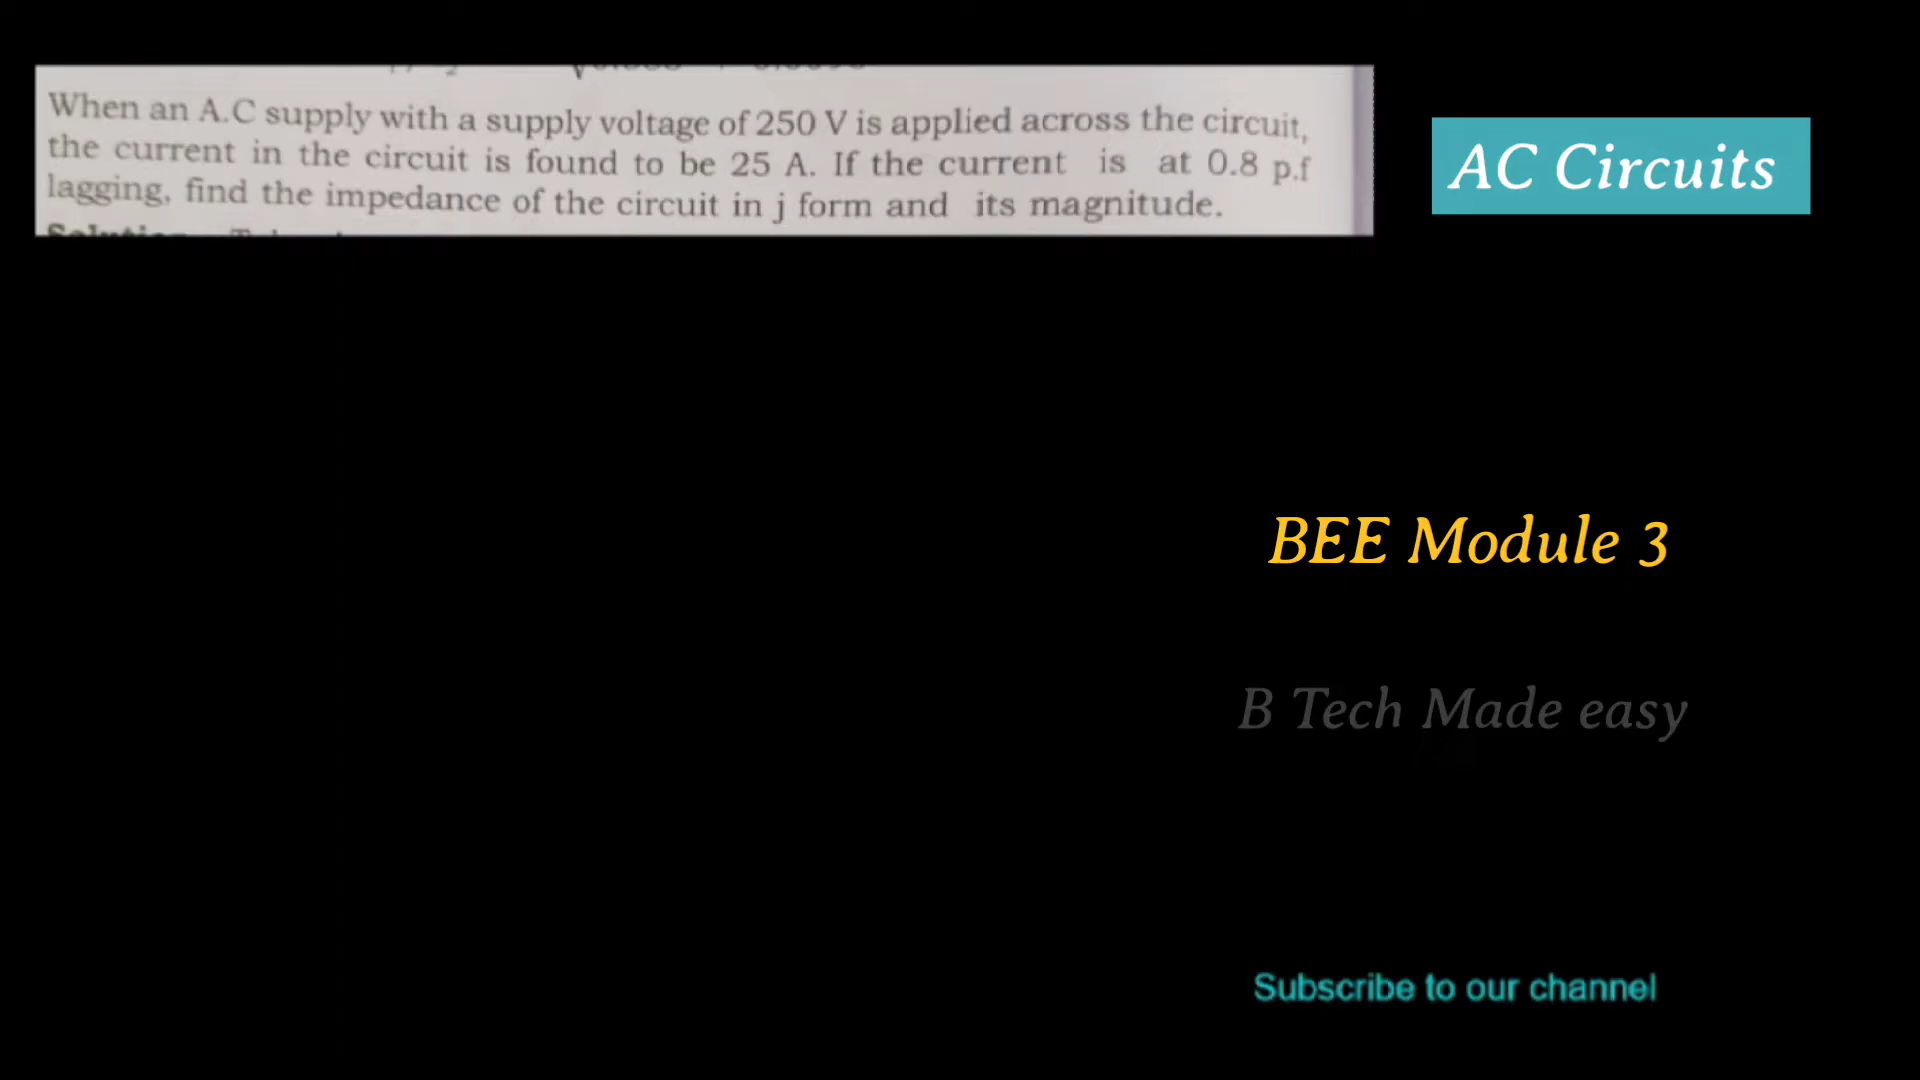 When an A.C supply with a supply voltage of 250 V is applied across the circuit,
the current in the circuit is found to be 25 A. If the current is at 0.8 p.f
lagging, find the impedance of the circuit in j form and its magnitude.
AC Circuits
BEE Module 3
B Tech Made easy
Subscribe to our channel